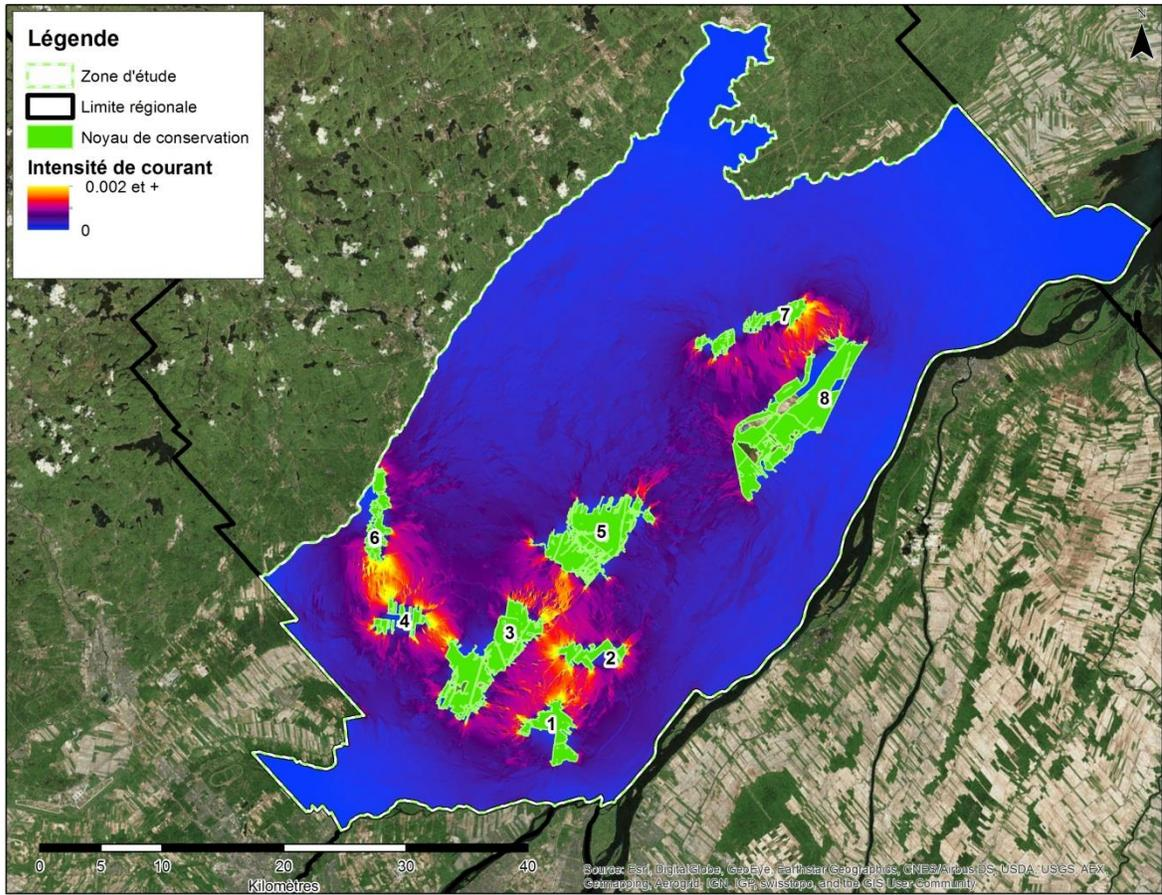 Légende
Zone d'étude
Limite régionale
Noyau de conservation
Intensité de courant
0.002 et +
0
N
7
8
5
6
4
3
2
1
0 5 10 20 30 40
Kilomètres
Source: Esri, DigitalGlobe, GeoEye, Earthstar Geographics, CNES/Airbus DS, USDA, USGS, AEX,
Getmapping, Aerogrid, IGN, IGP, swisstopo, and the GIS User Community